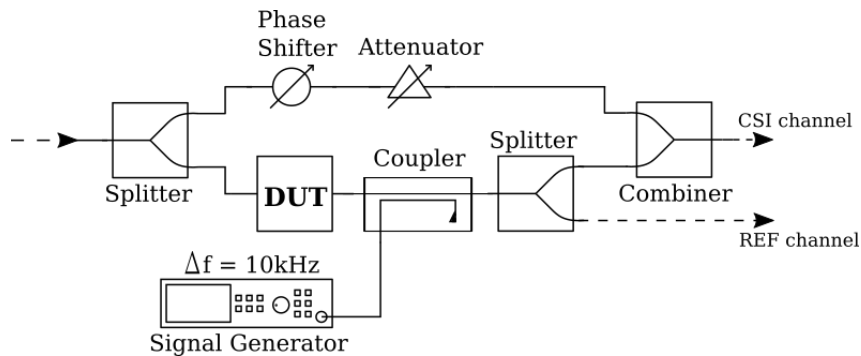 Phase
Shifter
Attenuator
CSI channel
Splitter
Coupler
Splitter
Combiner
DUT
REF channel
Δf = 10kHz
Signal Generator